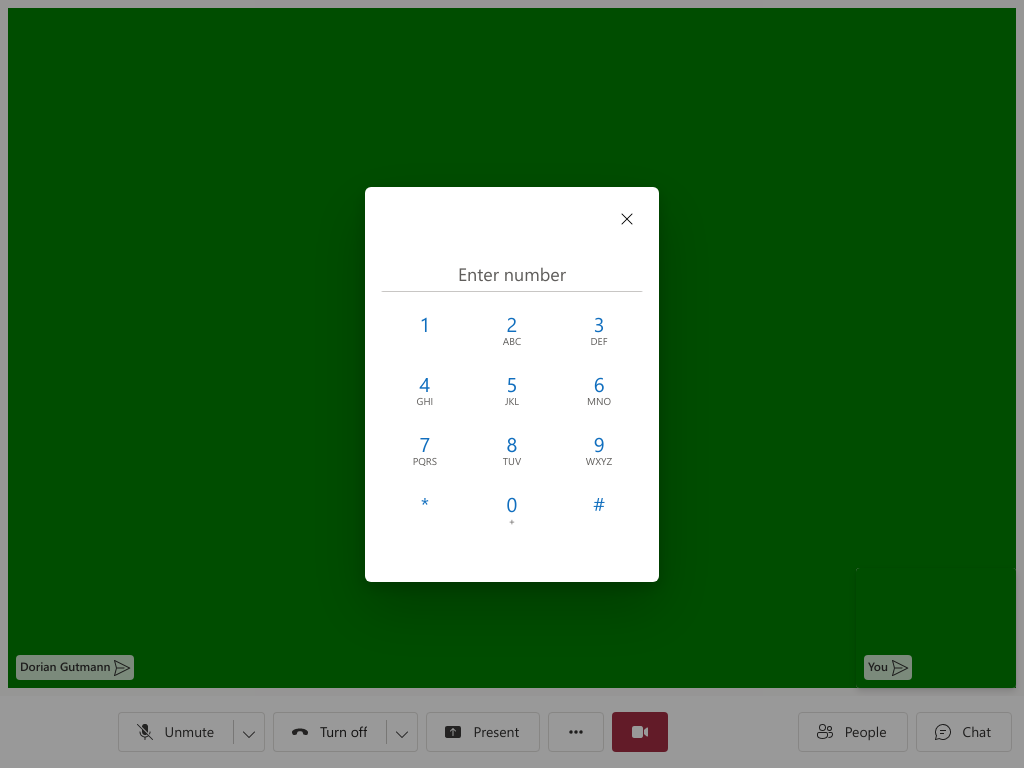 Enter number
1 2 3
ABC DEF
4 5 6
GHI JKL MNO
7 8 9
PQRS TUV WXYZ
* 0 #
+
Dorian Gutmann
You
Unmute Turn off Present People Chat